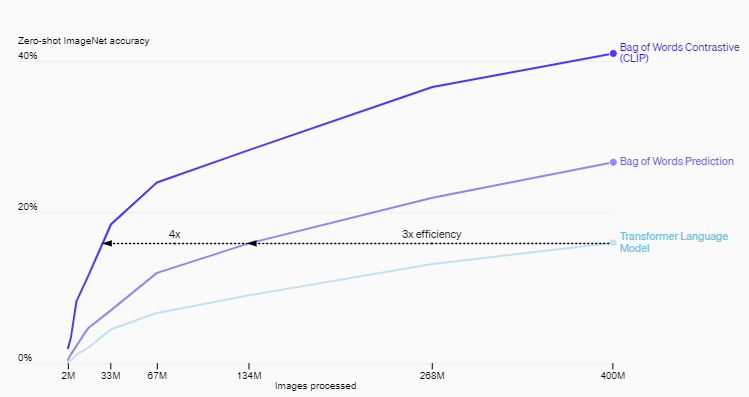 Zero-shot ImageNet accuracy
40%
Bag of Words Contrastive
(CLIP)
Bag of Words Prediction
20%
4x
3x efficiency
Transformer Language
Model
0%
2M
33M
67M
134M
268M
400M
Images processed